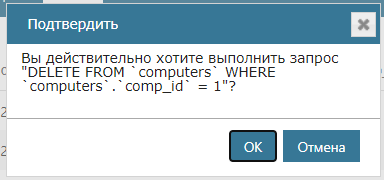 Подтвердить
Вы действительно хотите выполнить запрос
"DELETE FROM `computers` WHERE
`computers`.`comp_id` = 1"?
OK
Отмена